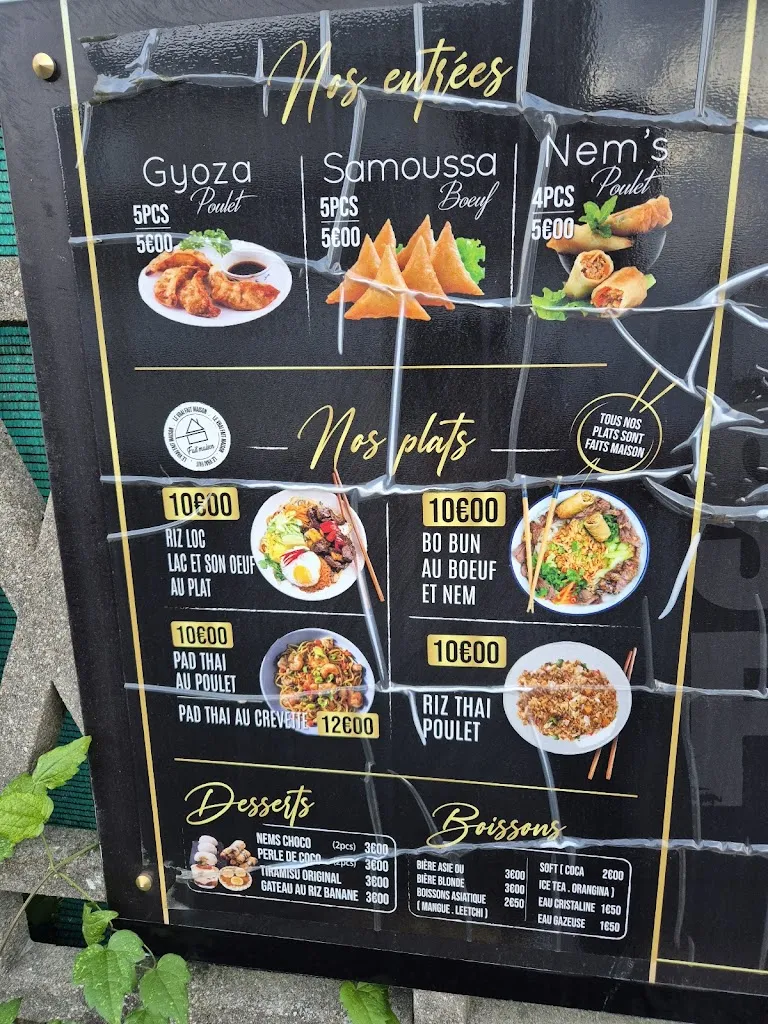 Nos entrées
Gyoza
Poulet
5PCS
5€00
Samoussa
Boeuf
5PCS
5€00
Nem's
Poulet
4PCS
5€00
Fait maison
Nos plats
TOUS NOS
PLATS SONT
FAITS MAISON
10€00
RIZ LOC
LAC ET SON OEUF
AU PLAT
10€00
BO BUN
AU BOEUF
ET NEM
10€00
PAD THAI
AU POULET
PAD THAI AU CREVETTE 12€00
10€00
RIZ THAI
POULET
Desserts
NEMS CHOCO (2pcs) 3€00
PERLE DE COCO (2pcs) 3€00
TIRAMISU ORIGINAL 3€00
GATEAU AU RIZ BANANE 3€00
Boissons
BIÈRE ASIE OU 3€00
BIÈRE BLONDE 3€00
BOISSONS ASIATIQUE 2€50
( MANGUE . LEETCHI )
SOFT ( COCA 2€00
ICE TEA . ORANGINA )
EAU CRISTALINE 1€50
EAU GAZEUSE 1€50